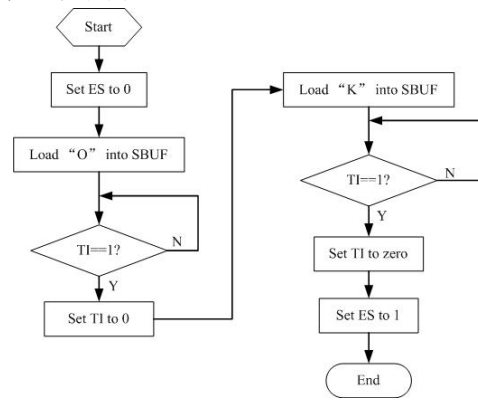 Start
Set ES to 0
Load “O” into SBUF
TI==1?
N
Y
Set TI to 0
Load “K” into SBUF
TI==1?
N
Y
Set TI to zero
Set ES to 1
End